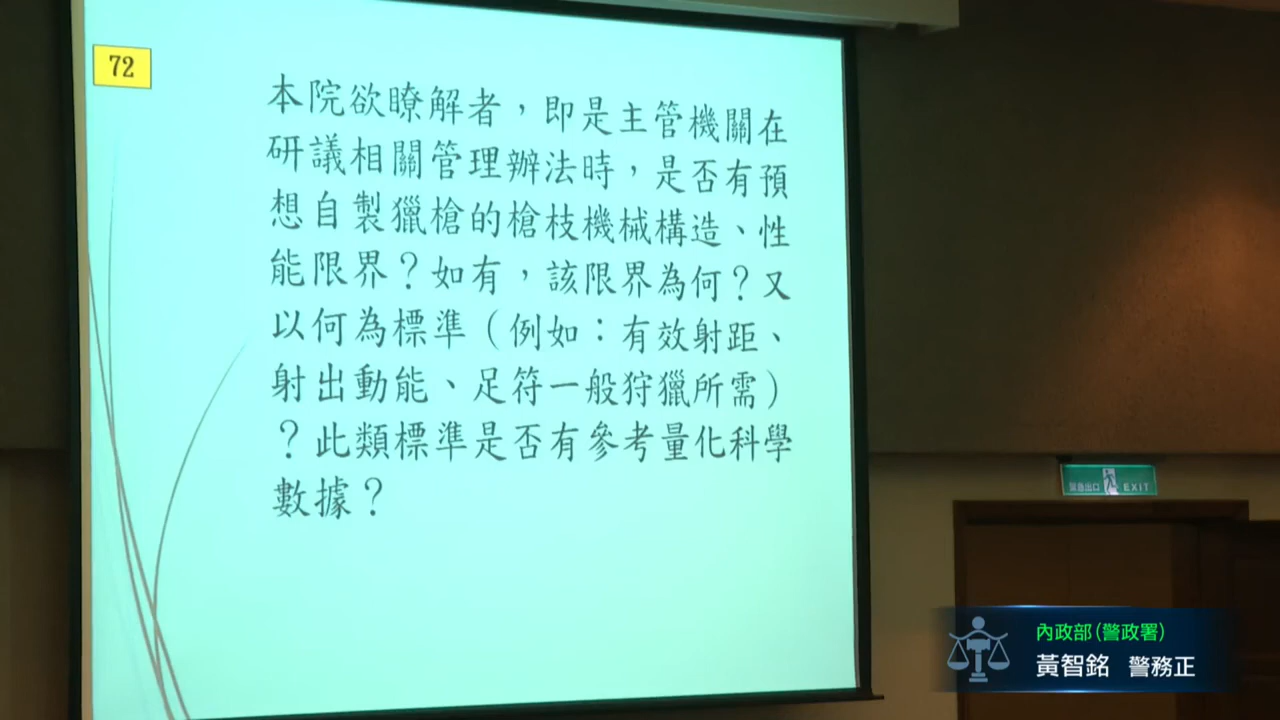 72
本院欲瞭解者，即是主管機關在
研議相關管理辦法時，是否有預
想自製獵槍的槍枝機械構造、性
能限界？如有，該限界為何？又
以何為標準（例如：有效射距、
射出動能、足符一般狩獵所需）
？此類標準是否有參考量化科學
數據？
緊急出口 EXIT
內政部(警政署)
黃智銘 警務正